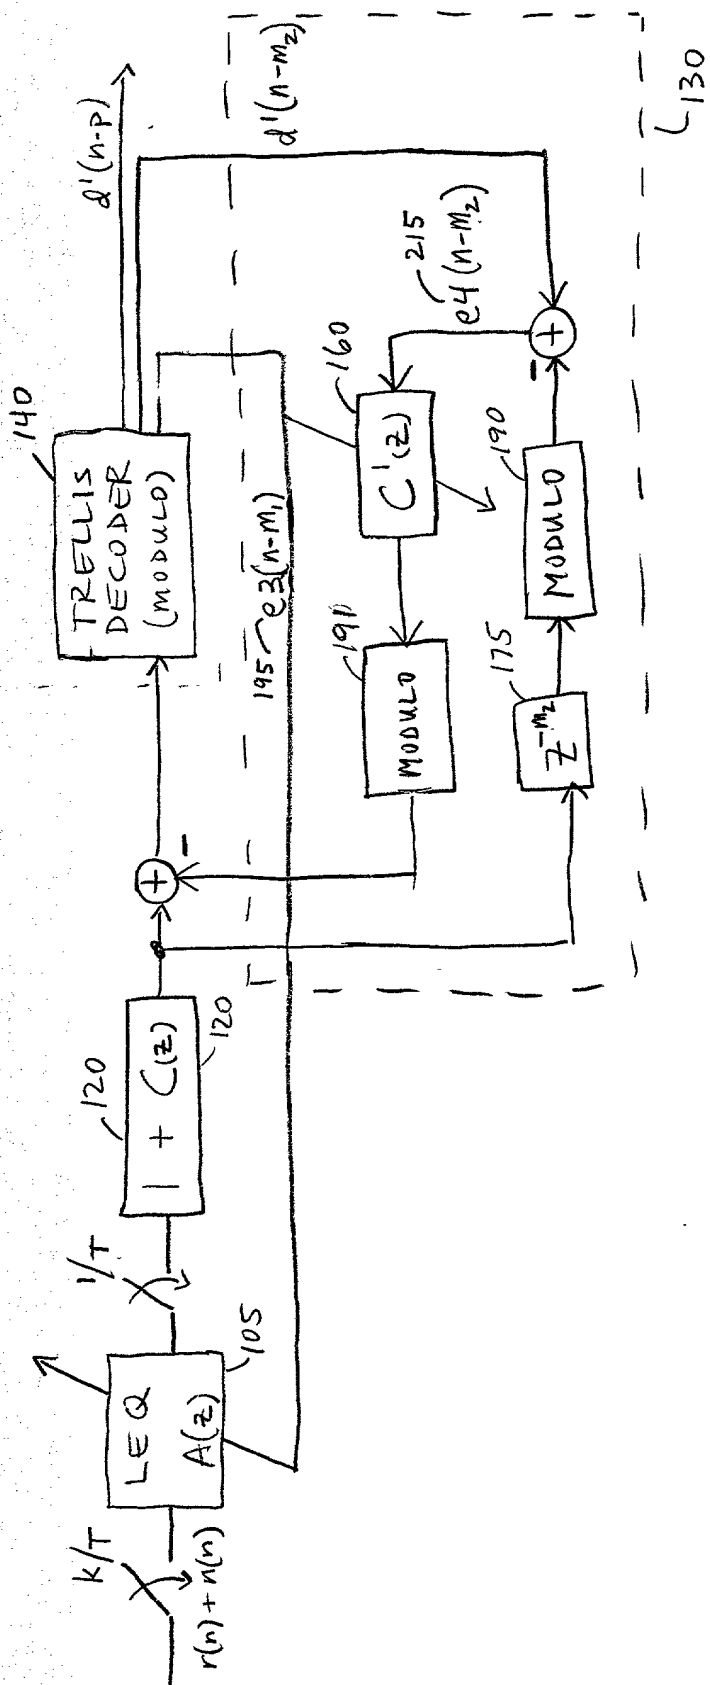 k/T
r(n) + n(n)
LEQ
A(z)
105
1/T
120
1 + C(z)
120
+
-
140
TRELLIS
DECODER
(MODULO)
d'(n-p)
d'(n-m2)
195
e3(n-m1)
191
MODULO
160
C'(z)
215
e4(n-m2)
+
-
190
MODULO
175
z^-m2
130